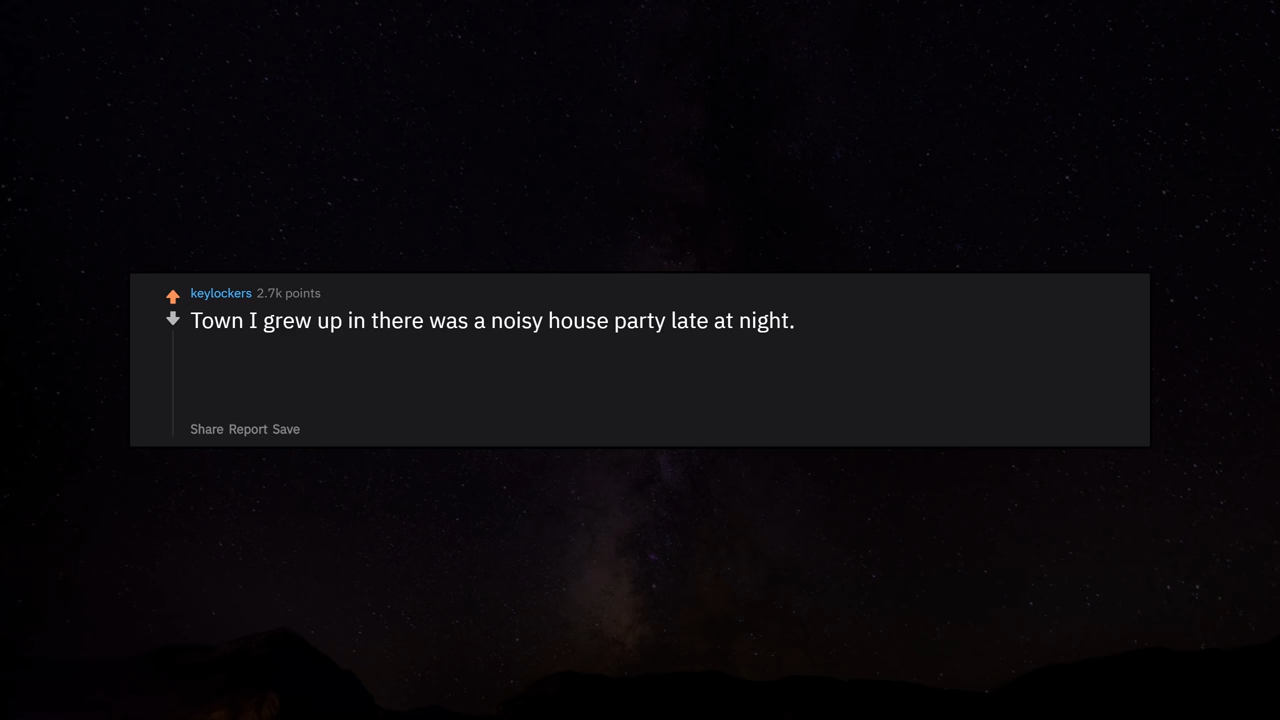 keylockers 2.7k points
Town I grew up in there was a noisy house party late at night.
Share Report Save